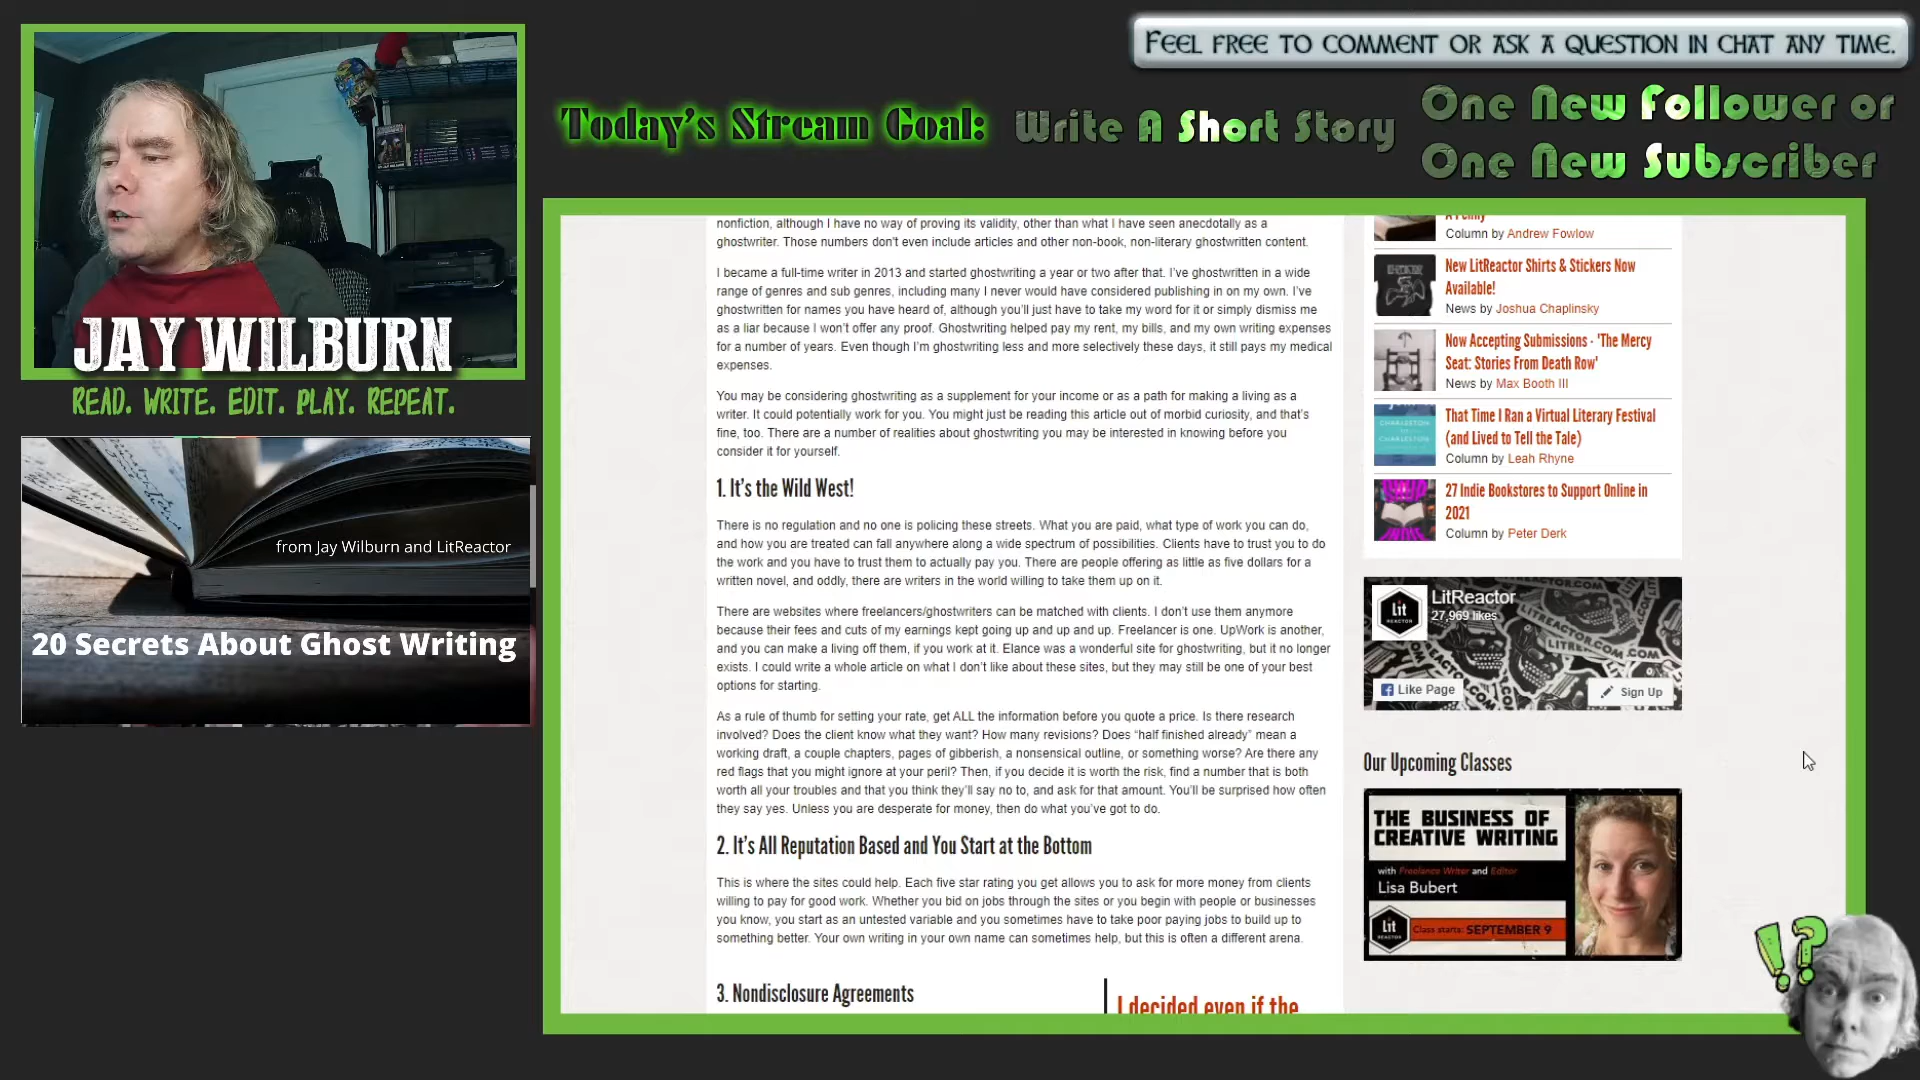 FEEL FREE TO COMMENT OR ASK A QUESTION IN CHAT ANY TIME.
Today's Stream Goal:
Write A Short Story
One New Follower or
One New Subscriber
JAY WILBURN
READ. WRITE. EDIT. PLAY. REPEAT.
from Jay Wilburn and LitReactor
20 Secrets About Ghost Writing
nonfiction, although I have no way of proving its validity, other than what I have seen anecdotally as a
ghostwriter. Those numbers don't even include articles and other non-book, non-literary ghostwritten content.
I became a full-time writer in 2013 and started ghostwriting a year or two after that. I've ghostwritten in a wide
range of genres and sub genres, including many I never would have considered publishing in on my own. I've
ghostwritten for names you have heard of, although you'll just have to take my word for it or simply dismiss me
as a liar because I won't offer any proof. Ghostwriting helped pay my rent, my bills, and my own writing expenses
for a number of years. Even though I'm ghostwriting less and more selectively these days, it still pays my medical
expenses.
You may be considering ghostwriting as a supplement for your income or as a path for making a living as a
writer. It could potentially work for you. You might just be reading this article out of morbid curiosity, and that's
fine, too. There are a number of realities about ghostwriting you may be interested in knowing before you
consider it for yourself.
1. It's the Wild West!
There is no regulation and no one is policing these streets. What you are paid, what type of work you can do,
and how you are treated can fall anywhere along a wide spectrum of possibilities. Clients have to trust you to do
the work and you have to trust them to actually pay you. There are people offering as little as five dollars for a
written novel, and oddly, there are writers in the world willing to take them up on it.
There are websites where freelancers/ghostwriters can be matched with clients. I don't use them anymore
because their fees and cuts of my earnings kept going up and up and up. Freelancer is one. UpWork is another,
and you can make a living off them, if you work at it. Elance was a wonderful site for ghostwriting, but it no longer
exists. I could write a whole article on what I don't like about these sites, but they may still be one of your best
options for starting.
As a rule of thumb for setting your rate, get ALL the information before you quote a price. Is there research
involved? Does the client know what they want? How many revisions? Does “half finished already” mean a
working draft, a couple chapters, pages of gibberish, a nonsensical outline, or something worse? Are there any
red flags that you might ignore at your peril? Then, if you decide it is worth the risk, find a number that is both
worth all your troubles and that you think they'll say no to, and ask for that amount. You'll be surprised how often
they say yes. Unless you are desperate for money, then do what you've got to do.
2. It's All Reputation Based and You Start at the Bottom
This is where the sites could help. Each five star rating you get allows you to ask for more money from clients
willing to pay for good work. Whether you bid on jobs through the sites or you begin with people or businesses
you know, you start as an untested variable and you sometimes have to take poor paying jobs to build up to
something better. Your own writing in your own name can sometimes help, but this is often a different arena.
3. Nondisclosure Agreements
I decided even if the
Column by Andrew Fowlow
New LitReactor Shirts & Stickers Now
Available!
News by Joshua Chaplinsky
Now Accepting Submissions - 'The Mercy
Seat: Stories From Death Row'
News by Max Booth III
That Time I Ran a Virtual Literary Festival
(and Lived to Tell the Tale)
Column by Leah Rhyne
27 Indie Bookstores to Support Online in
2021
Column by Peter Derk
Lit
REACTOR
LitReactor
27,969 likes
Like Page
Sign Up
Our Upcoming Classes
THE BUSINESS OF
CREATIVE WRITING
with Freelance Writer and Editor
Lisa Bubert
Lit
REACTOR
Class starts: SEPTEMBER 9
!?